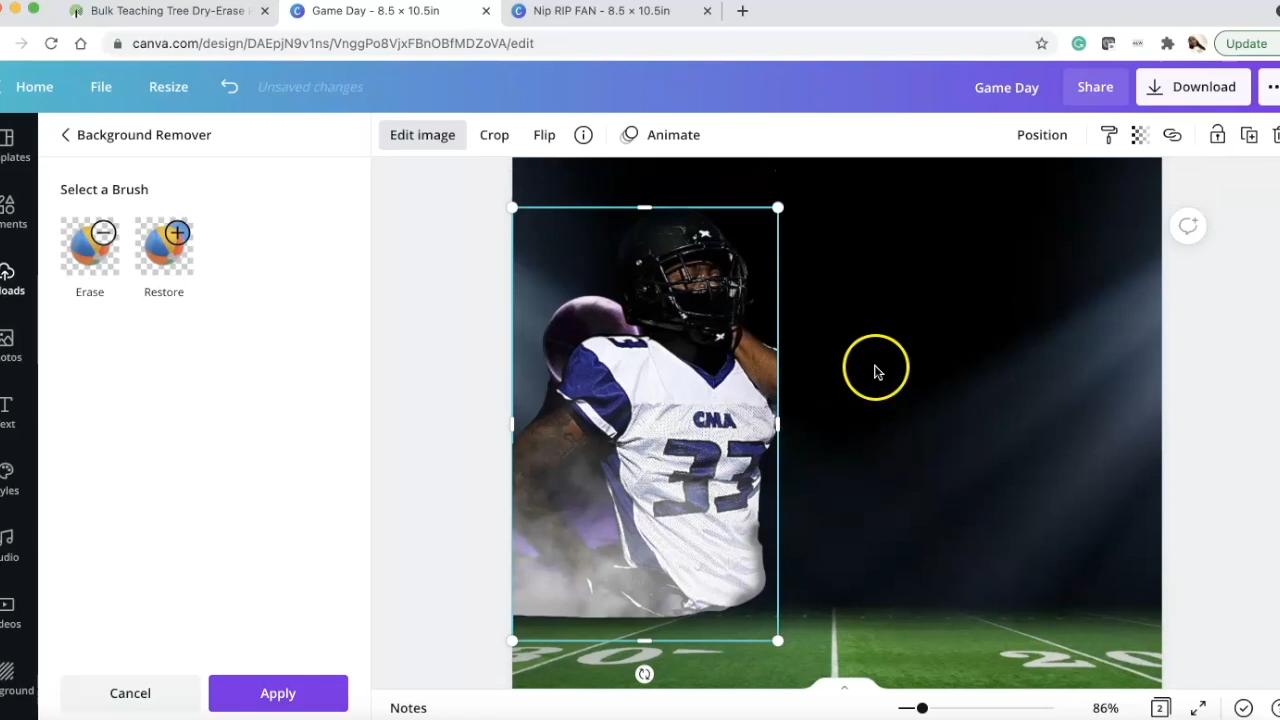 Bulk Teaching Tree Dry-Erase
Game Day - 8.5 × 10.5in
Nip RIP FAN - 8.5 × 10.5in
canva.com/design/DAEpjN9v1ns/VnggPo8VjxFBnOBfMDZoVA/edit
Update
Home
File
Resize
Unsaved changes
Game Day
Share
Download
Background Remover
Edit image
Crop
Flip
Animate
Position
plates
Select a Brush
ments
Erase
Restore
loads
otos
ext
yles
udio
deos
ground
CMA
33
Cancel
Apply
Notes
86%
2